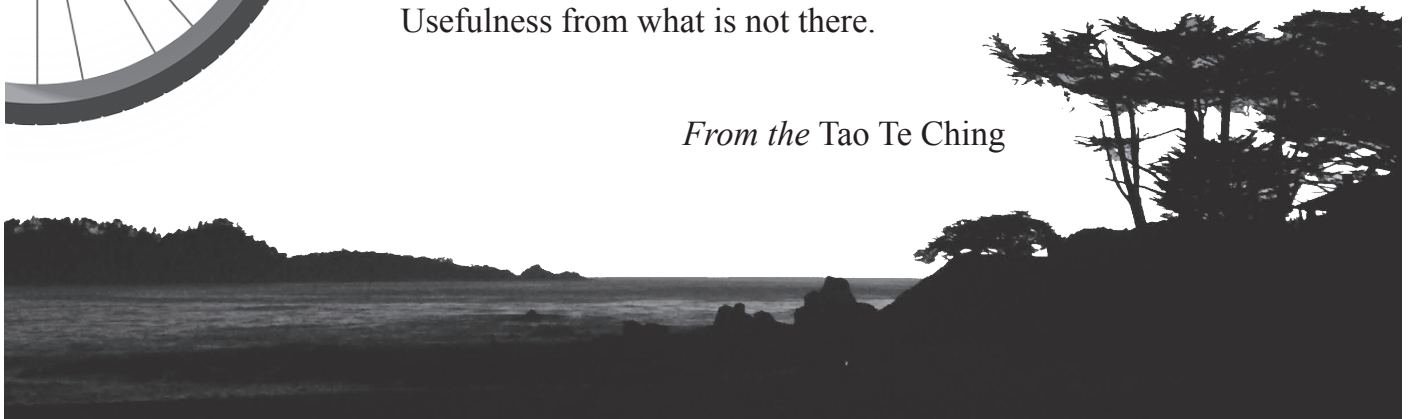 Usefulness from what is not there.
From the Tao Te Ching